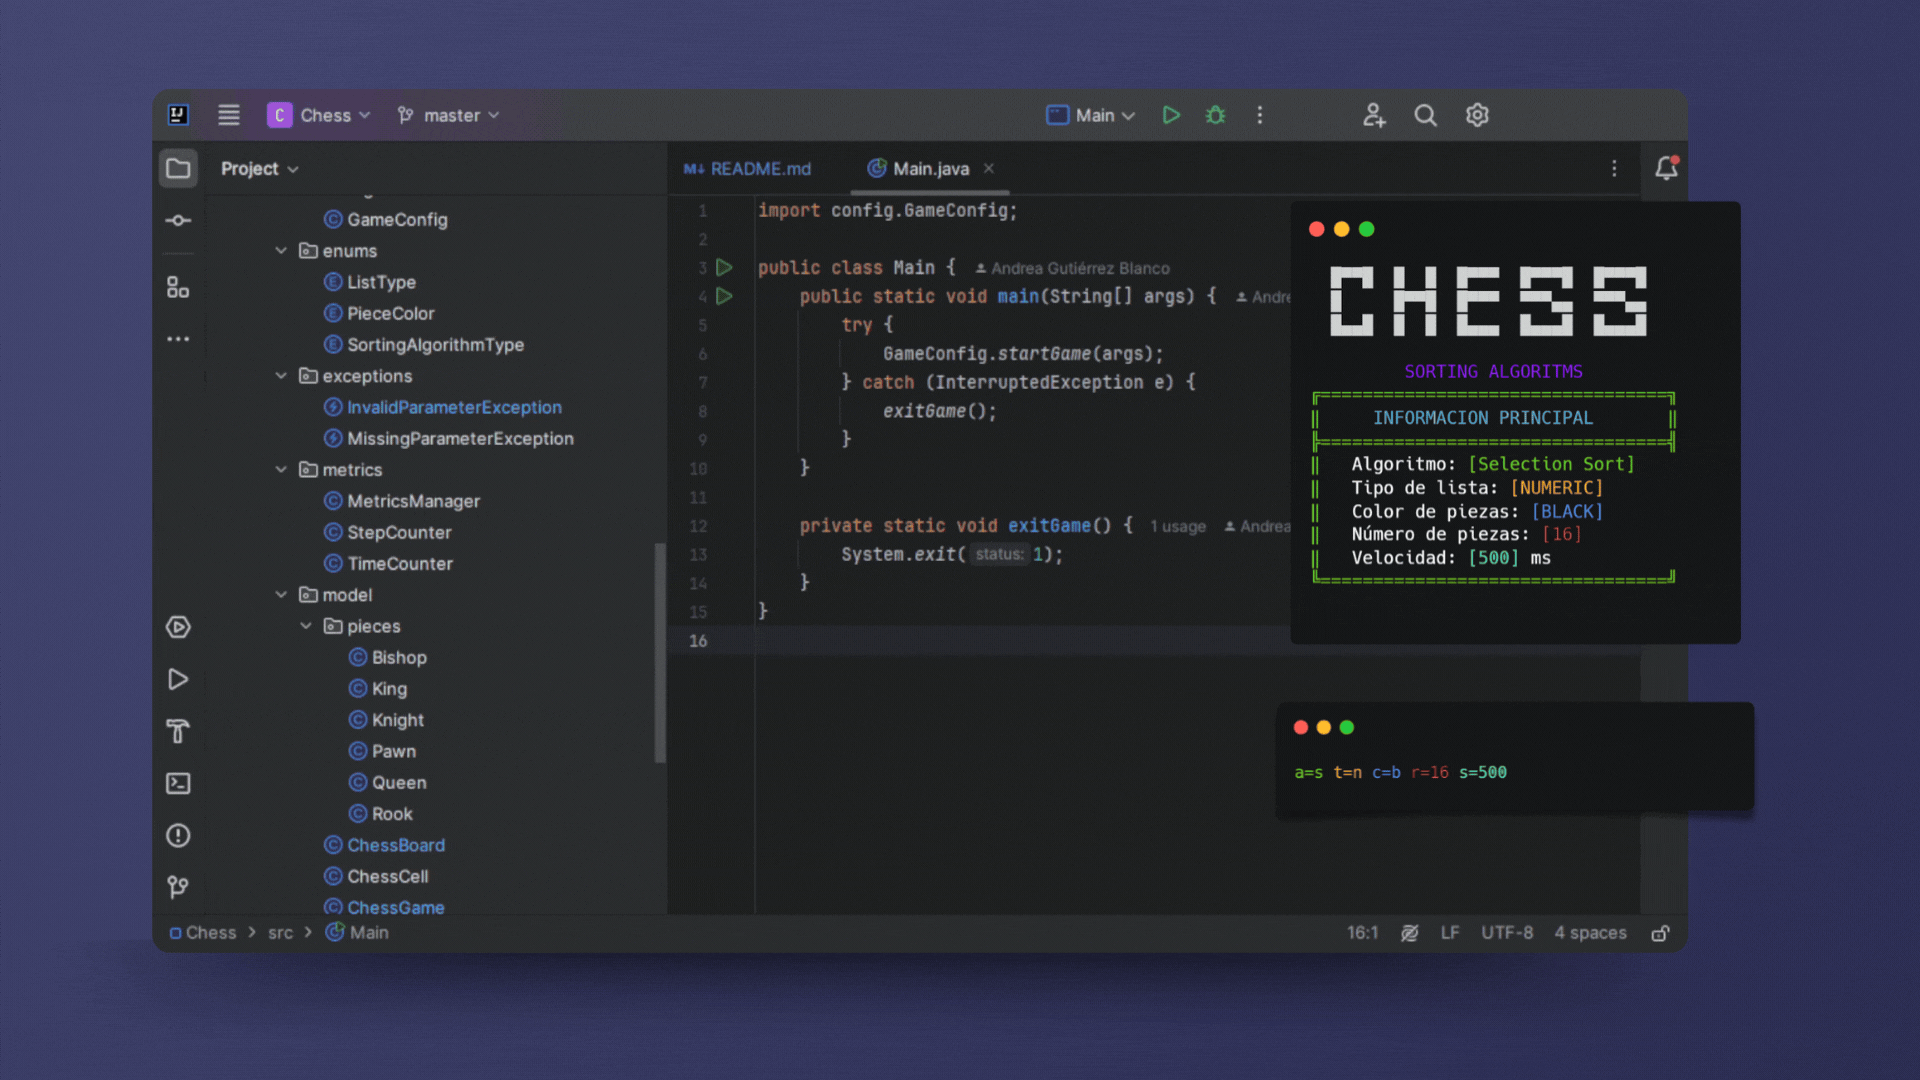 IJ
C Chess master Main
Project
README.md Main.java
GameConfig
enums
ListType
PieceColor
SortingAlgorithmType
exceptions
InvalidParameterException
MissingParameterException
metrics
MetricsManager
StepCounter
TimeCounter
model
pieces
Bishop
King
Knight
Pawn
Queen
Rook
ChessBoard
ChessCell
ChessGame
1 import config.GameConfig;
2
3 public class Main { Andrea Gutiérrez Blanco
4 public static void main(String[] args) { Andre
5 try {
6 GameConfig.startGame(args);
7 } catch (InterruptedException e) {
8 exitGame();
9 }
10 }
11
12 private static void exitGame() { 1 usage Andrea
13 System.exit( status: 1);
14 }
15 }
16
CHESS
SORTING ALGORITMS
INFORMACION PRINCIPAL
Algoritmo: [Selection Sort]
Tipo de lista: [NUMERIC]
Color de piezas: [BLACK]
Número de piezas: [16]
Velocidad: [500] ms
a=s t=n c=b r=16 s=500
Chess > src > Main
16:1 LF UTF-8 4 spaces